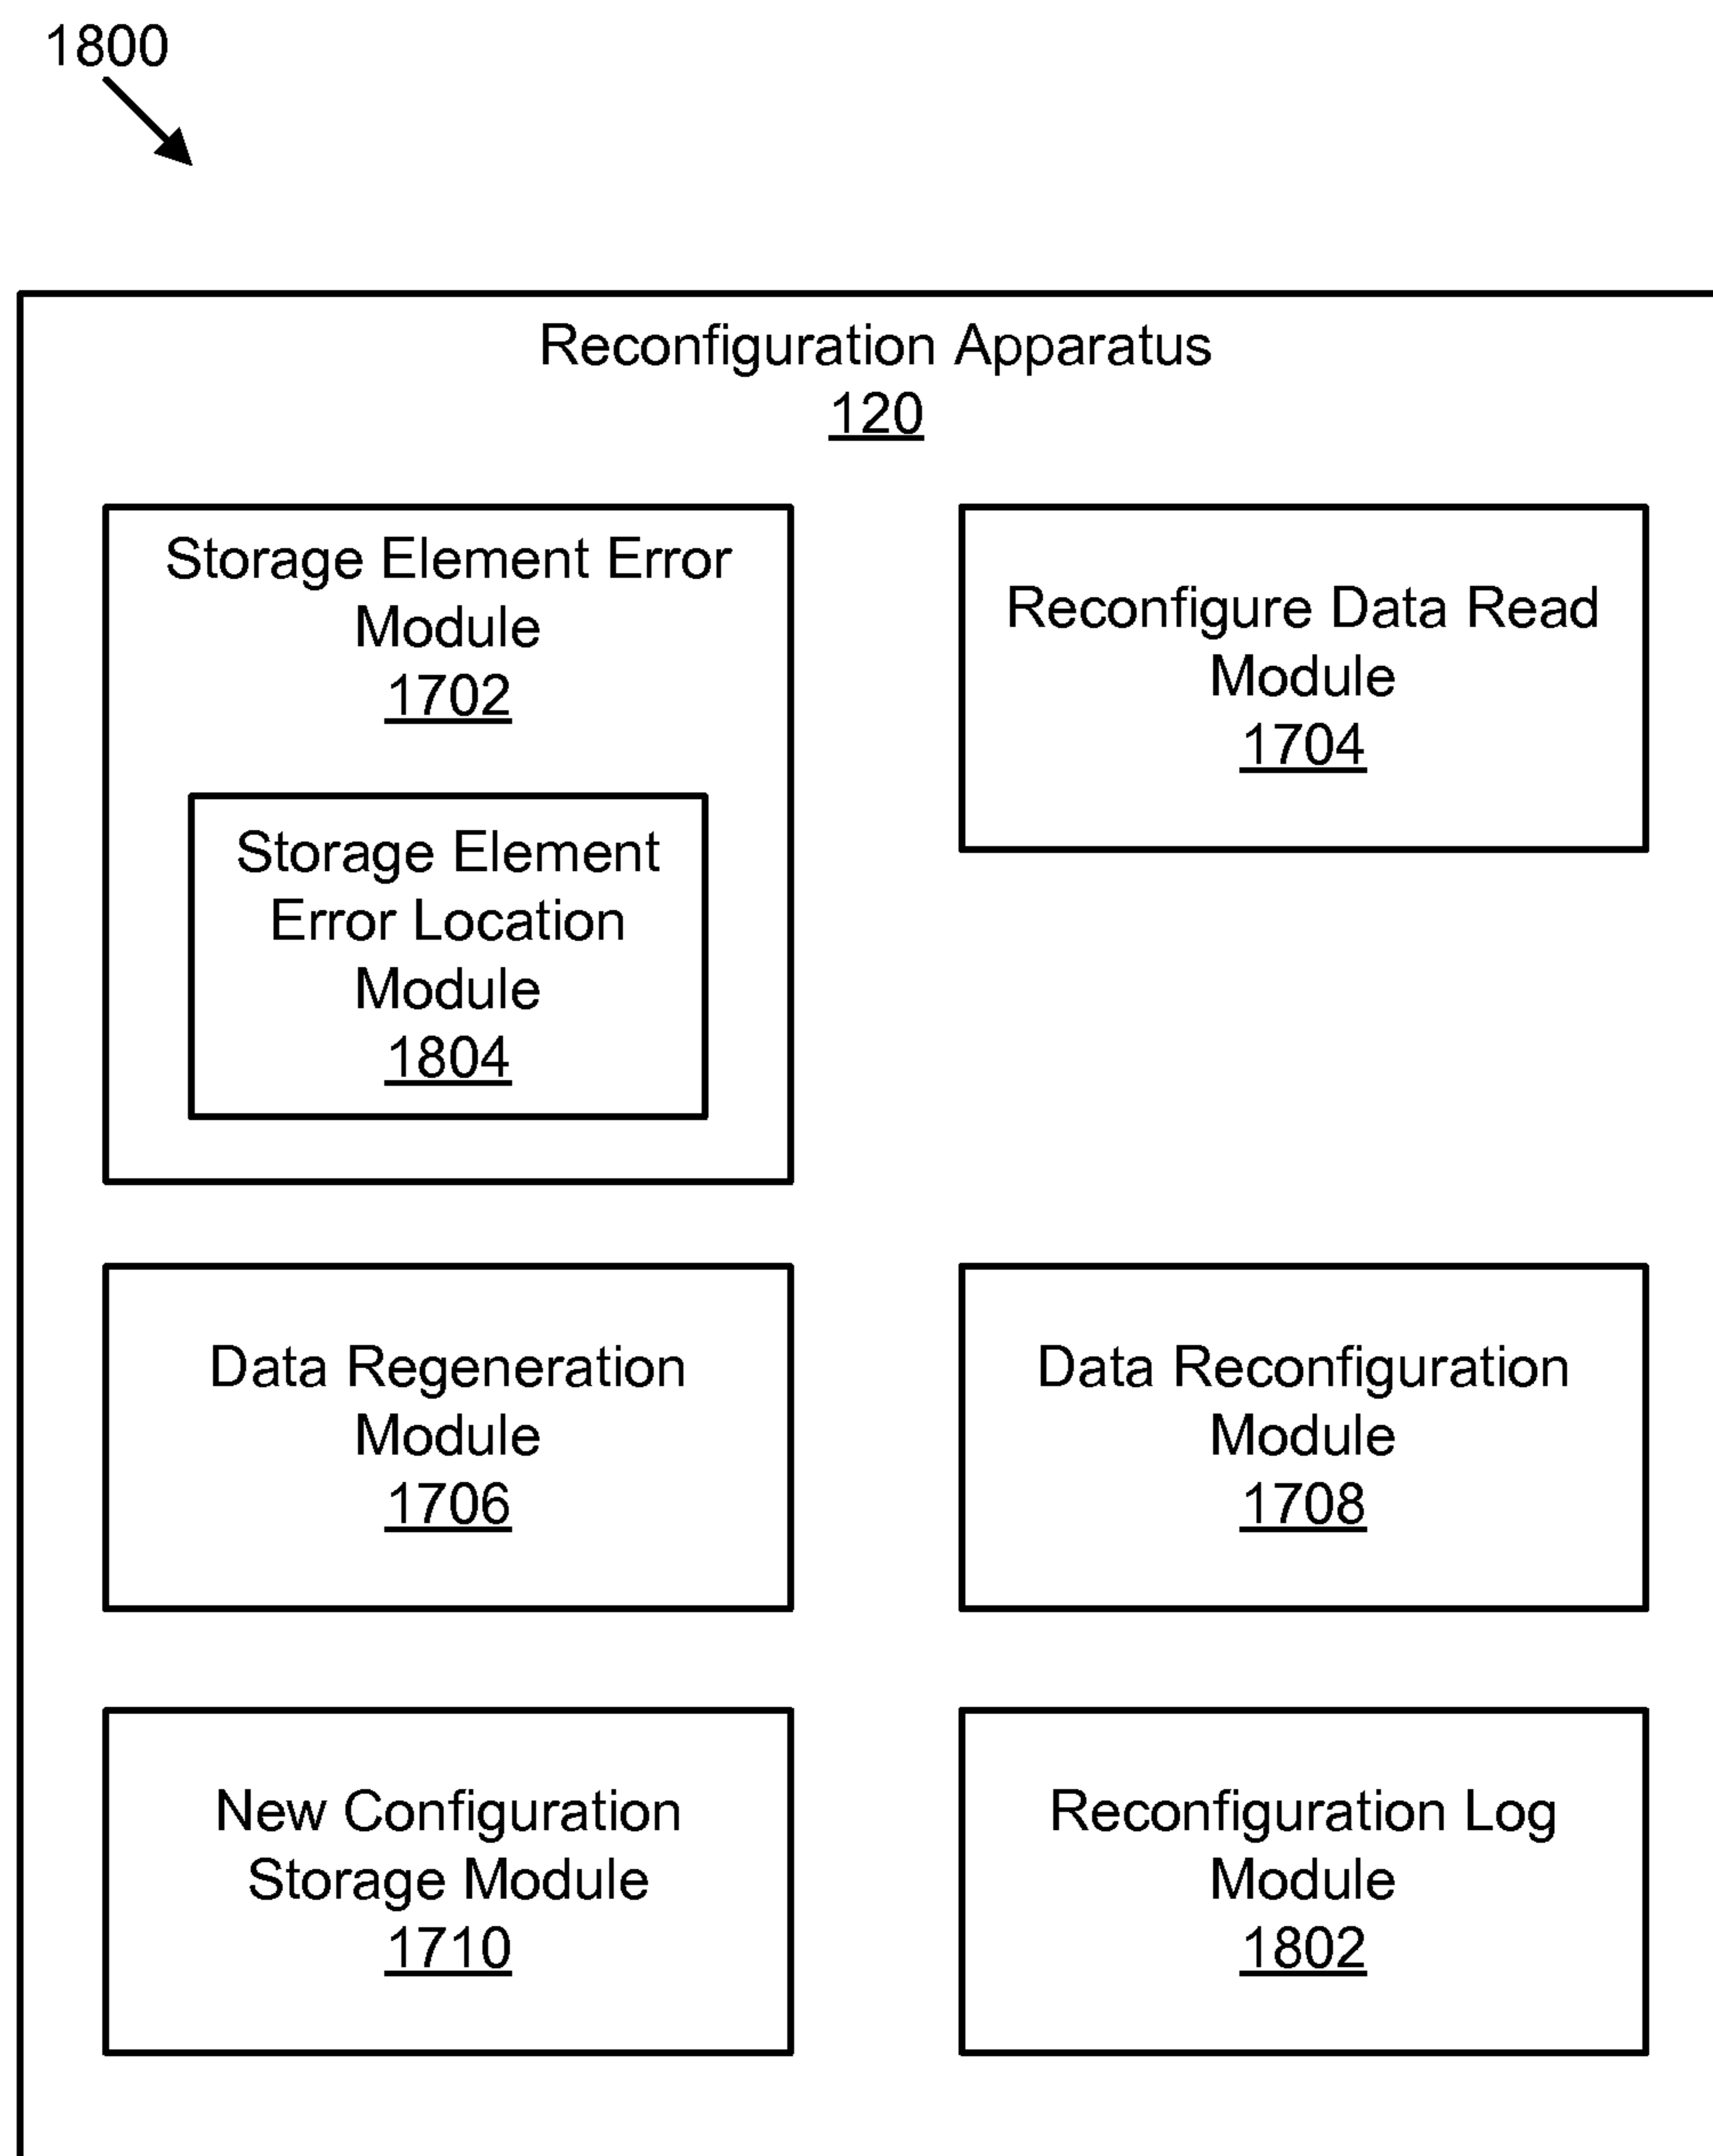 1800
Reconfiguration Apparatus
120
Storage Element Error
Module
1702
Storage Element
Error Location
Module
1804
Reconfigure Data Read
Module
1704
Data Regeneration
Module
1706
Data Reconfiguration
Module
1708
New Configuration
Storage Module
1710
Reconfiguration Log
Module
1802